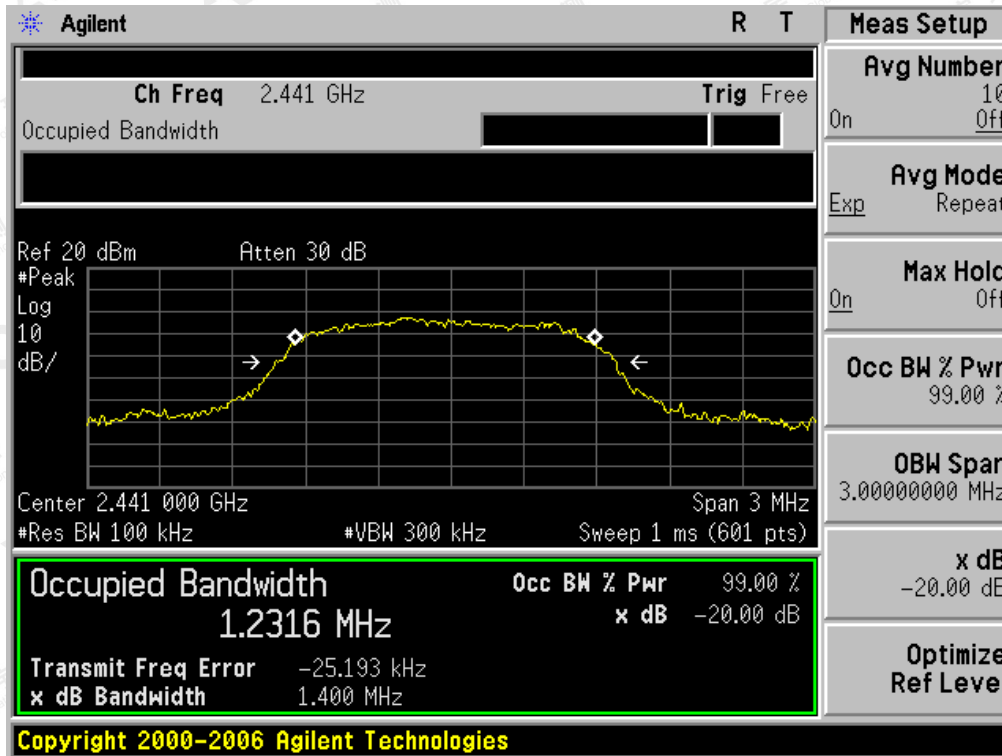 Agilent R T
Ch Freq 2.441 GHz Trig Free
Occupied Bandwidth
Ref 20 dBm Atten 30 dB
#Peak
Log
10
dB/
Center 2.441 000 GHz Span 3 MHz
#Res BW 100 kHz #VBW 300 kHz Sweep 1 ms (601 pts)
Occupied Bandwidth Occ BW % Pwr 99.00 %
1.2316 MHz x dB -20.00 dB
Transmit Freq Error -25.193 kHz
x dB Bandwidth 1.400 MHz
Copyright 2000-2006 Agilent Technologies
Meas Setup
Avg Number
10
On Off
Avg Mode
Exp Repeat
Max Hold
On Off
Occ BW % Pwr
99.00 %
OBW Span
3.00000000 MHz
x dB
-20.00 dB
Optimize
Ref Level